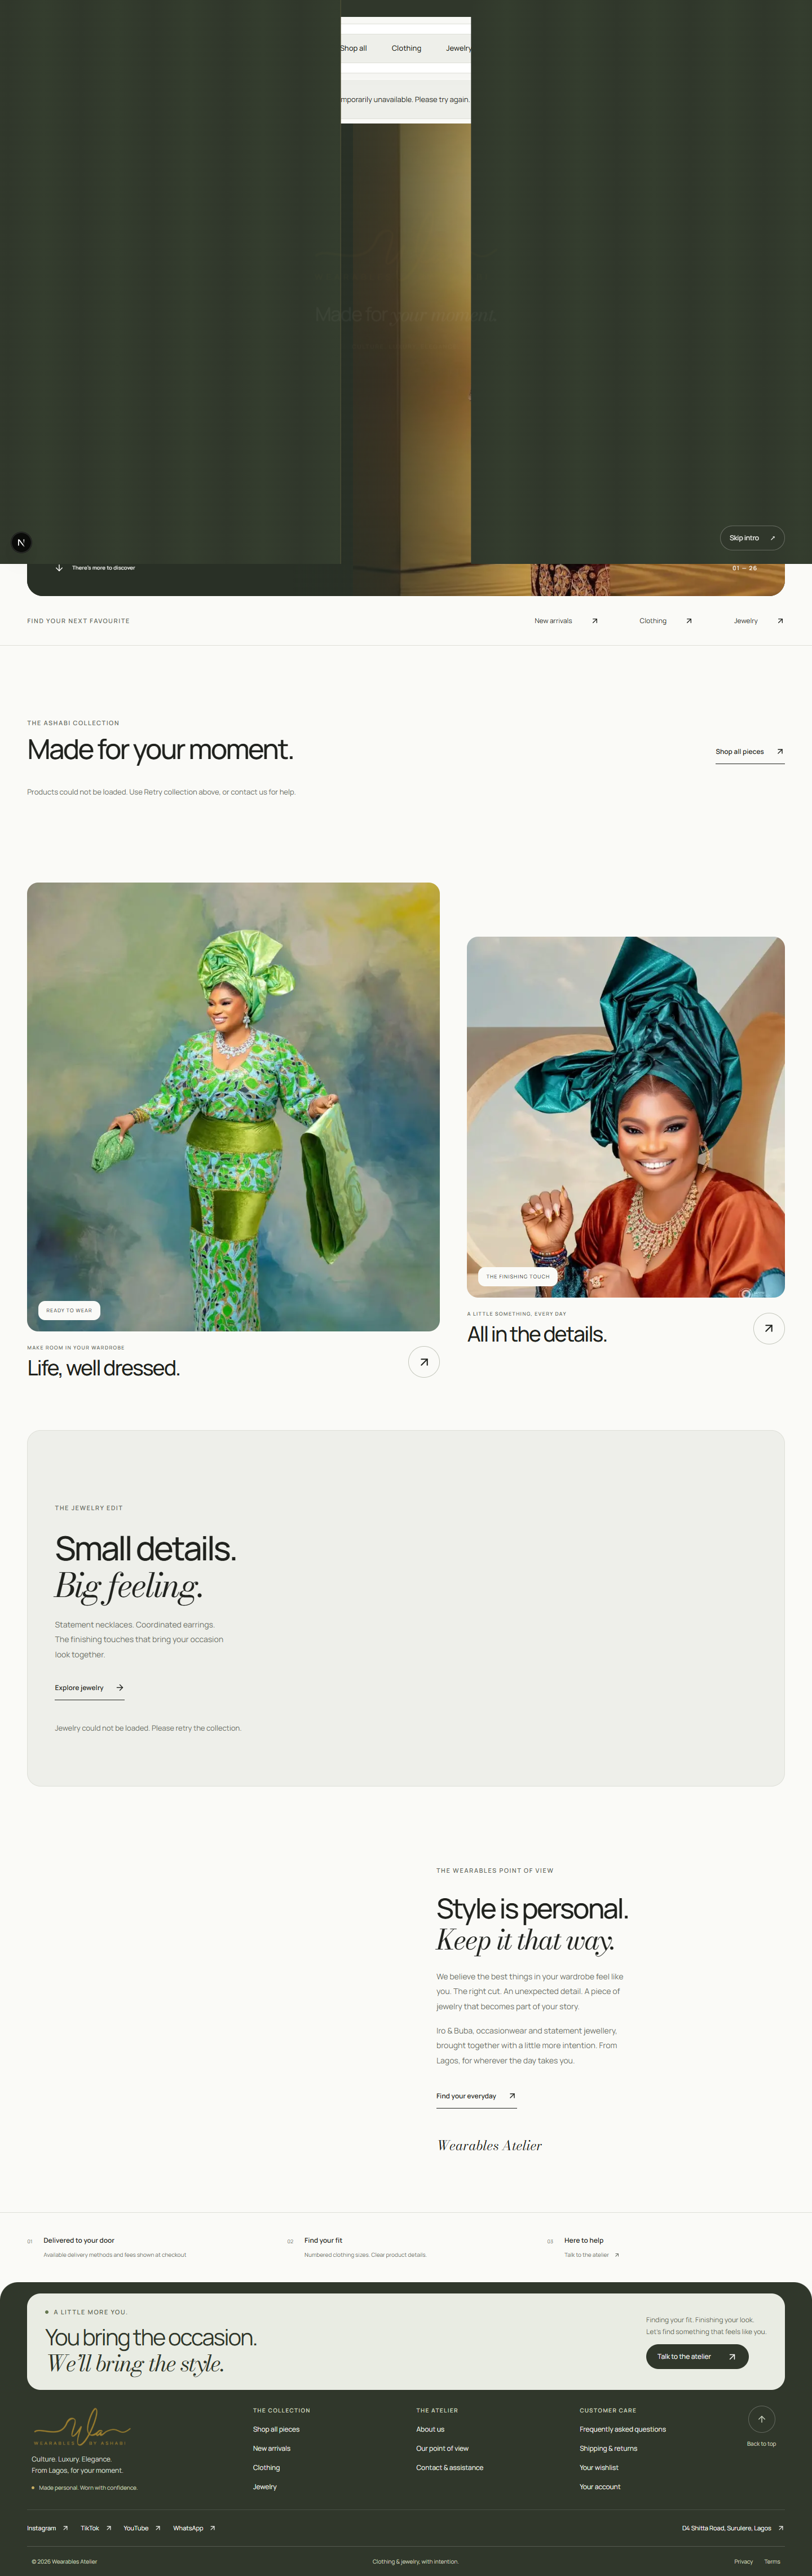 Shop all
Clothing
Jewelry
mporarily unavailable. Please try again.
Made for your moment.
N
Skip intro
There's more to discover
01 — 26
FIND YOUR NEXT FAVOURITE
New arrivals
Clothing
Jewelry
THE ASHABI COLLECTION
Made for your moment.
Shop all pieces
Products could not be loaded. Use Retry collection above, or contact us for help.
READY TO WEAR
THE FINISHING TOUCH
MAKE ROOM IN YOUR WARDROBE
Life, well dressed.
A LITTLE SOMETHING, EVERY DAY
All in the details.
THE JEWELRY EDIT
Small details.
Big feeling.
Statement necklaces. Coordinated earrings.
The finishing touches that bring your occasion
look together.
Explore jewelry
Jewelry could not be loaded. Please retry the collection.
THE WEARABLES POINT OF VIEW
Style is personal.
Keep it that way.
We believe the best things in your wardrobe feel like
you. The right cut. An unexpected detail. A piece of
jewelry that becomes part of your story.
Iro & Buba, occasionwear and statement jewellery,
brought together with a little more intention. From
Lagos, for wherever the day takes you.
Find your everyday
Wearables Atelier
01
Delivered to your door
Available delivery methods and fees shown at checkout
02
Find your fit
Numbered clothing sizes. Clear product details.
03
Here to help
Talk to the atelier
A LITTLE MORE YOU.
You bring the occasion.
We'll bring the style.
Finding your fit. Finishing your look.
Let's find something that feels like you.
Talk to the atelier
Wla
WEARABLES BY ASHABI
Culture. Luxury. Elegance.
From Lagos, for your moment.
Made personal. Worn with confidence.
THE COLLECTION
Shop all pieces
New arrivals
Clothing
Jewelry
THE ATELIER
About us
Our point of view
Contact & assistance
CUSTOMER CARE
Frequently asked questions
Shipping & returns
Your wishlist
Your account
Back to top
Instagram
TikTok
YouTube
WhatsApp
D4 Shitta Road, Surulere, Lagos
© 2026 Wearables Atelier
Clothing & jewelry, with intention.
Privacy
Terms